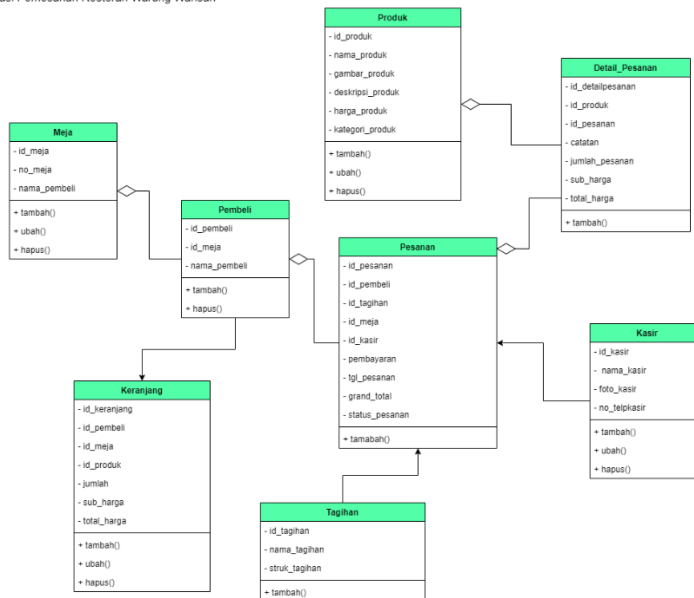 Pemesanan Restoran Warung
Produk
- id_produk
- nama_produk
- gambar_produk
- deskripsi_produk
- harga_produk
- kategori_produk
+ tambah()
+ ubah()
+ hapus()
Detail_Pesanan
- id_detailpesanan
- id_produk
- id_pesanan
- catatan
- jumlah_pesanan
- sub_harga
- total_harga
+ tambah()
Meja
- id_meja
- no_meja
- nama_pembeli
+ tambah()
+ ubah()
+ hapus()
Pembeli
- id_pembeli
- id_meja
- nama_pembeli
+ tambah()
+ hapus()
Pesanan
- id_pesanan
- id_pembeli
- id_tagihan
- id_meja
- id_kasir
- pembayaran
- tgl_pesanan
- grand_total
- status_pesanan
+ tamabah()
Kasir
- id_kasir
- nama_kasir
- foto_kasir
- no_telpkasir
+ tambah()
+ ubah()
+ hapus()
Keranjang
- id_keranjang
- id_pembeli
- id_meja
- id_produk
- jumlah
- sub_harga
- total_harga
+ tambah()
+ ubah()
+ hapus()
Tagihan
- id_tagihan
- nama_tagihan
- struk_tagihan
+ tambah()